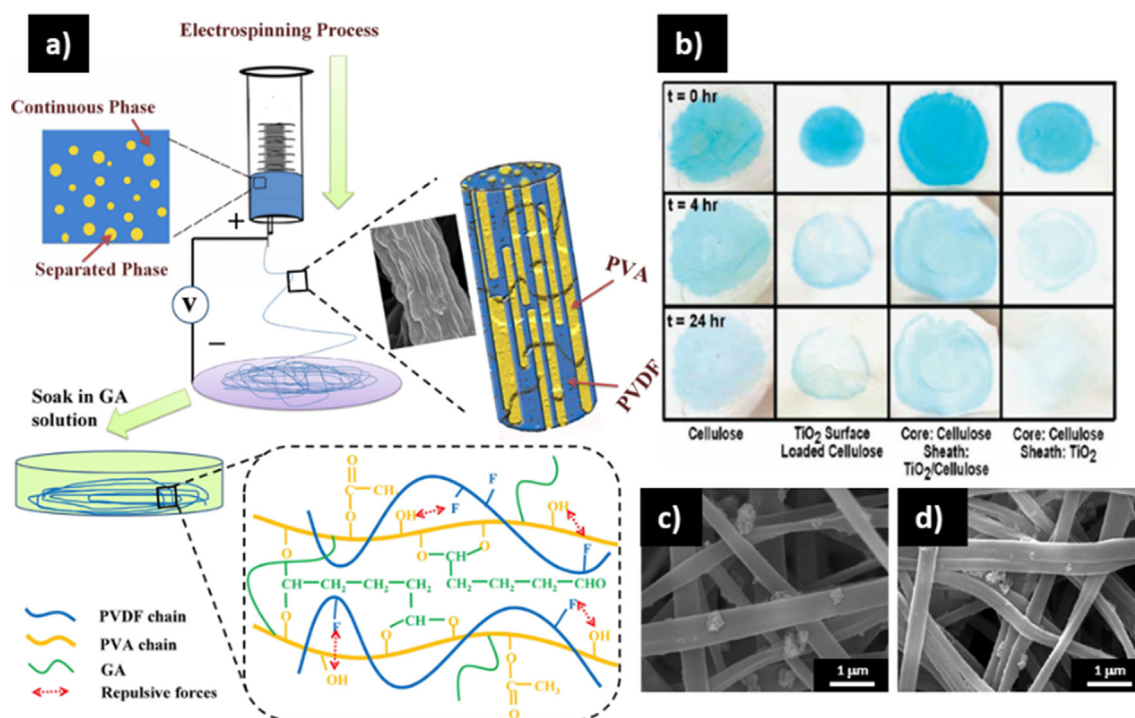 a)
Electrospinning Process
Continuous Phase
Separated Phase
+
V
−
PVA
PVDF
Soak in GA
solution
O
C
CH3
O
OH
F
F
OH
F
O
CH
O
O
CH
CH2
CH2
CH2
CH
CH2
CH2
CH2
CHO
O
F
CH
O
O
F
OH
O
OH
O
C
CH3
O
PVDF chain
PVA chain
GA
Repulsive forces
b)
t = 0 hr
t = 4 hr
t = 24 hr
Cellulose
TiO2 Surface
Loaded Cellulose
Core: Cellulose
Sheath:
TiO2/Cellulose
Core: Cellulose
Sheath: TiO2
c)
1 µm
d)
1 µm